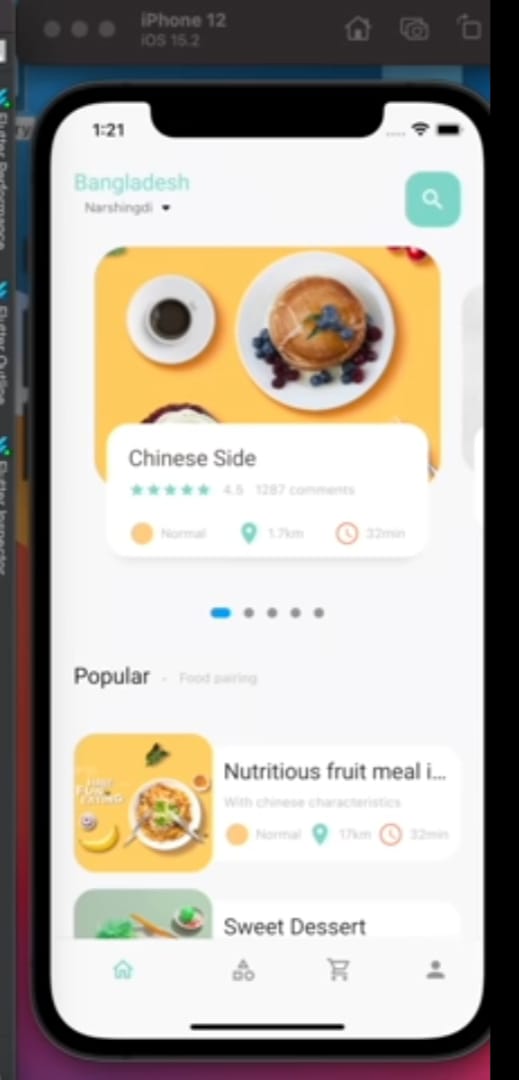 iPhone 12
iOS 15.2
Flutter Performance
Flutter Outline
Flutter Inspector
1:21
Bangladesh
Narshingdi
Chinese Side
4.5 1287 comments
Normal 1.7km 32min
Popular
Food pairing
FUN
EATING
Nutritious fruit meal i...
With chinese characteristics
Normal 17km 32min
Sweet Dessert